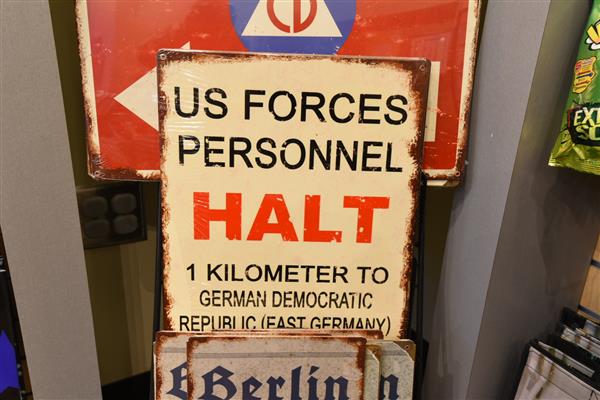 CD
US FORCES
PERSONNEL
HALT
1 KILOMETER TO
GERMAN DEMOCRATIC
REPUBLIC (EAST GERMANY)
Berlin